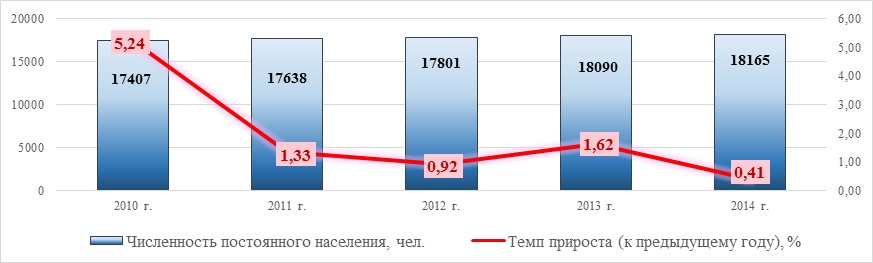 20000 6,00
5,24 18165
17407 17638 17801 18090 5,00
15000
4,00
10000 3,00
1,33 0,92 1,62 0,41 2,00
5000
1,00
0 0,00
2010 г. 2011 г. 2012 г. 2013 г. 2014 г.
Численность постоянного населения, чел. Темп прироста (к предыдущему году), %